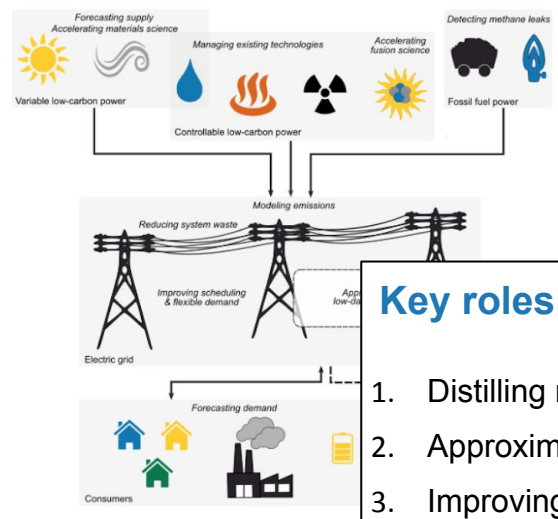 Forecasting supply
Accelerating materials science
Variable low-carbon power
Managing existing technologies
Accelerating
fusion science
Controllable low-carbon power
Detecting methane leaks
Fossil fuel power
Modeling emissions
Reducing system waste
Improving scheduling
& flexible demand
Electric grid
Forecasting demand
Consumers
Key roles
1. Distilling
2. Approxim
3. Improving